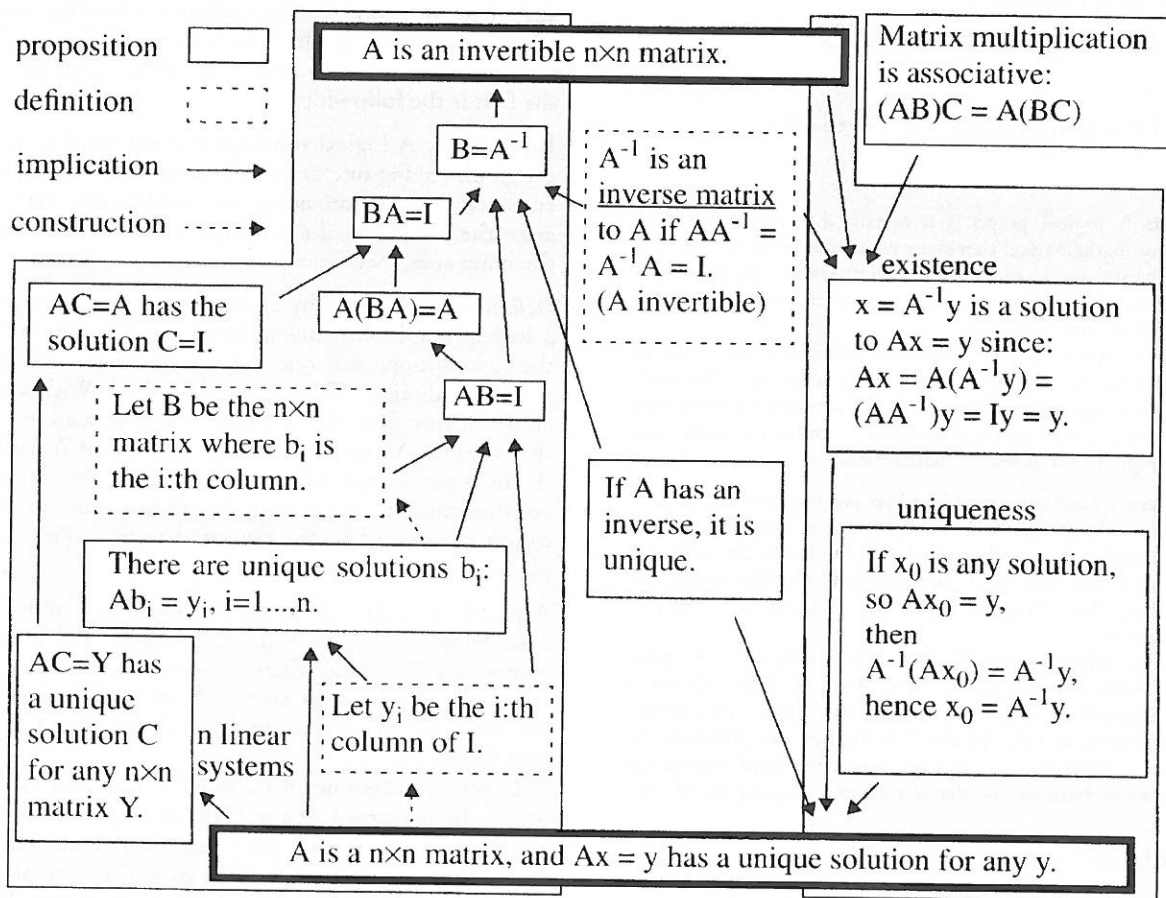 proposition
definition
implication
construction
A is an invertible n×n matrix.
Matrix multiplication
is associative:
(AB)C = A(BC)
B=A⁻¹
A⁻¹ is an
inverse matrix
to A if AA⁻¹ =
A⁻¹A = I.
(A invertible)
BA=I
A(BA)=A
AC=A has the
solution C=I.
AB=I
Let B be the n×n
matrix where bᵢ is
the i:th column.
existence
x = A⁻¹y is a solution
to Ax = y since:
Ax = A(A⁻¹y) =
(AA⁻¹)y = Iy = y.
If A has an
inverse, it is
unique.
uniqueness
If x₀ is any solution,
so Ax₀ = y,
then
A⁻¹(Ax₀) = A⁻¹y,
hence x₀ = A⁻¹y.
There are unique solutions bᵢ:
Abᵢ = yᵢ, i=1...,n.
AC=Y has
a unique
solution C
for any n×n
matrix Y.
n linear
systems
Let yᵢ be the i:th
column of I.
A is a n×n matrix, and Ax = y has a unique solution for any y.